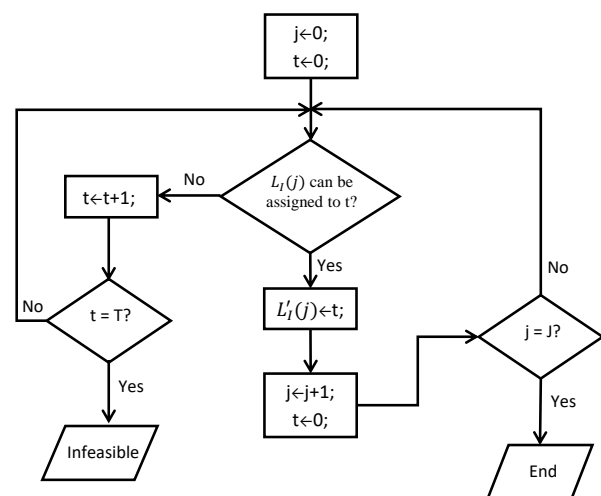 j←0;
t←0;
No
L_I(j) can be
assigned to t?
t←t+1;
Yes
No
No
t = T?
L'_I(j)←t;
j = J?
Yes
j←j+1;
t←0;
Yes
Infeasible
End